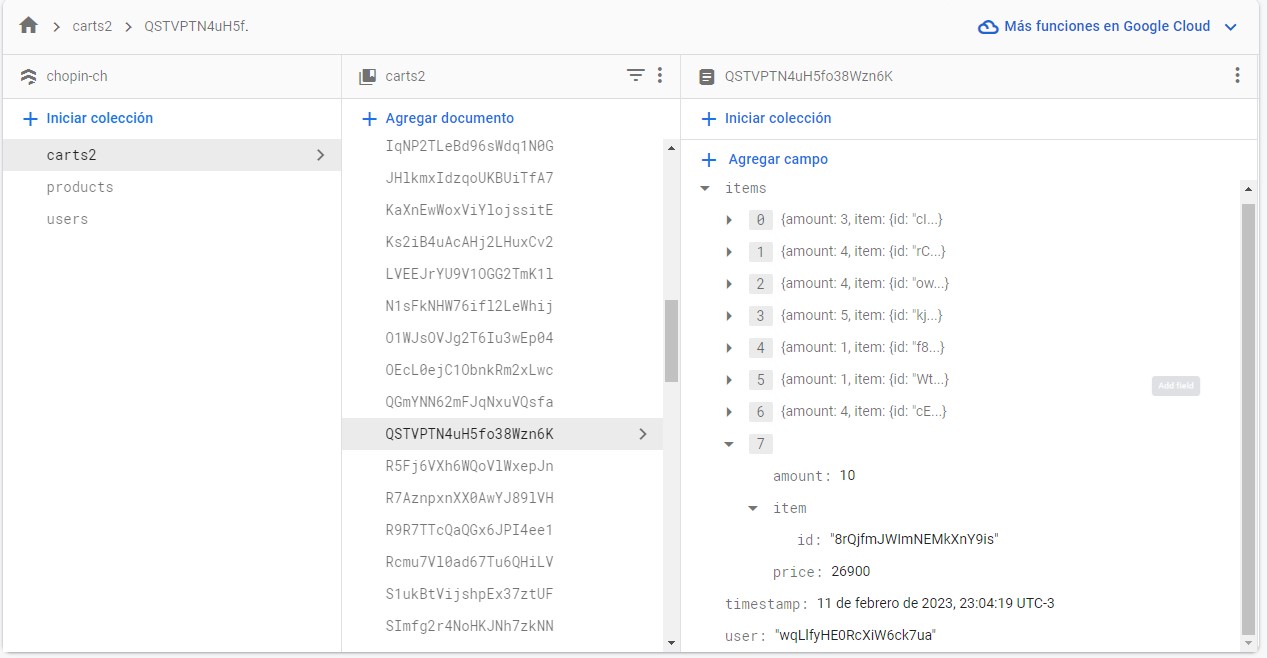 carts2 QSTVPTN4uH5f.
Más funciones en Google Cloud
chopin-ch
Iniciar colección
carts2
products
users
carts2
Agregar documento
IqNP2TLeBd96sWdq1N0G
JHlkmxIdzqoUKBUiTfA7
KaXnEwWoxViYlojssitE
Ks2iB4uAcAHj2LHuxCv2
LVEEJrYU9V1OGG2TmK1l
N1sFkNHW76ifl2LeWhij
O1WJsOVJg2T6Iu3wEp04
OEcL0ejC1ObnkRm2xLwc
QGmYNN62mFJqNxuVQsfa
QSTVPTN4uH5fo38Wzn6K
R5Fj6VXh6WQoVlWxepJn
R7AznpxnXX0AwYJ89lVH
R9R7TTcQaQGx6JPI4ee1
Rcmu7Vl0ad67Tu6QHiLV
S1ukBtVijshpEx37ztUF
SImfg2r4NoHKJNh7zkNN
QSTVPTN4uH5fo38Wzn6K
Iniciar colección
Agregar campo
items
0 {amount: 3, item: {id: "cI...}
1 {amount: 4, item: {id: "rC...}
2 {amount: 4, item: {id: "ow...}
3 {amount: 5, item: {id: "kj...}
4 {amount: 1, item: {id: "f8...}
5 {amount: 1, item: {id: "Wt...}
6 {amount: 4, item: {id: "cE...}
7
amount: 10
item
id: "8rQjfmJWImNEMkXnY9is"
price: 26900
timestamp: 11 de febrero de 2023, 23:04:19 UTC-3
user: "wqLlfyHE0RcXiW6ck7ua"
Add field